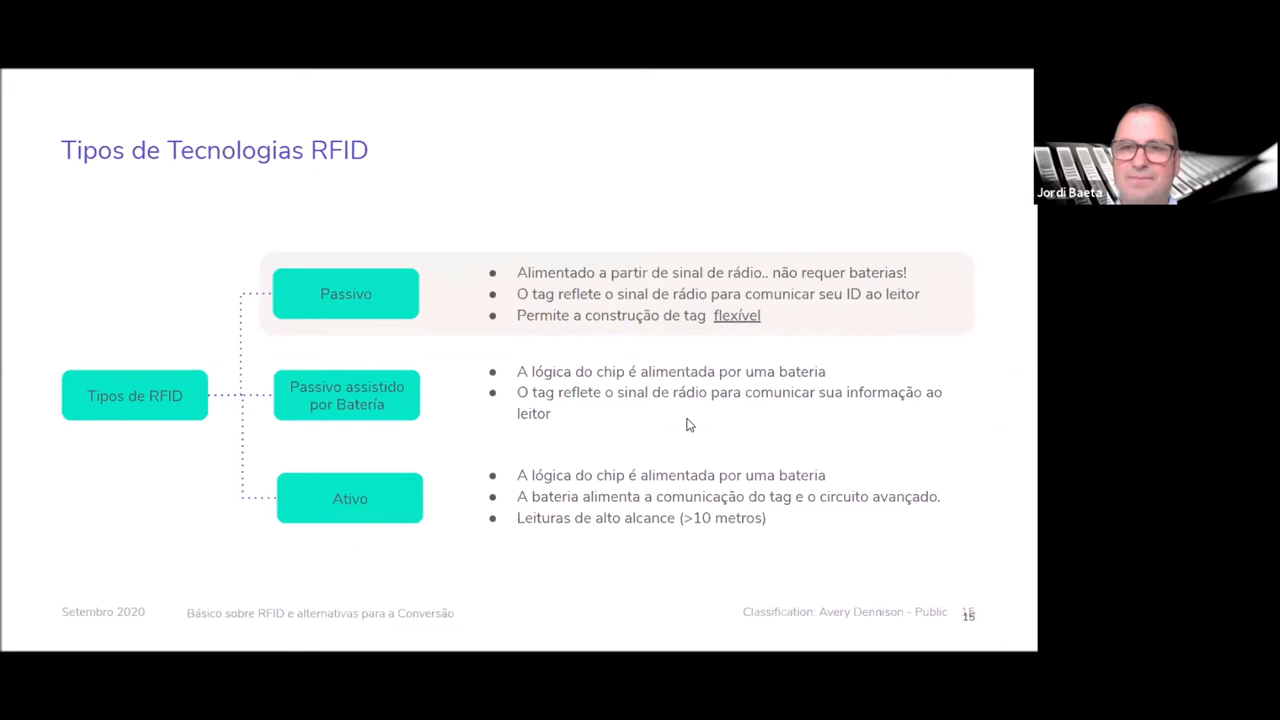 Tipos de Tecnologias RFID
Jordi Baeta
Passivo
● Alimentado a partir de sinal de rádio.. não requer baterias!
● O tag reflete o sinal de rádio para comunicar seu ID ao leitor
● Permite a construção de tag flexível
Tipos de RFID
Passivo assistido
por Batería
● A lógica do chip é alimentada por uma bateria
● O tag reflete o sinal de rádio para comunicar sua informação ao
leitor
Ativo
● A lógica do chip é alimentada por uma bateria
● A bateria alimenta a comunicação do tag e o circuito avançado.
● Leituras de alto alcance (>10 metros)
Setembro 2020
Básico sobre RFID e alternativas para a Conversão
Classification: Avery Dennison - Public
15
15